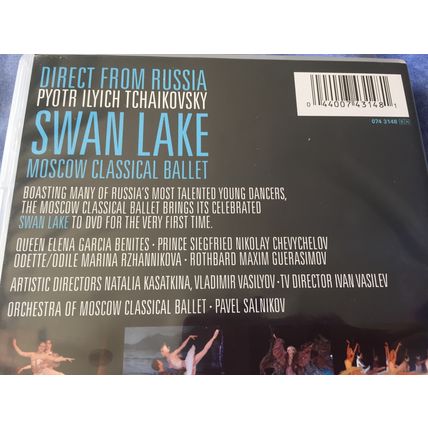 DIRECT FROM RUSSIA
PYOTR ILYICH TCHAIKOVSKY
SWAN LAKE
MOSCOW CLASSICAL BALLET
0 44007 43148 1
074 3148
BOASTING MANY OF RUSSIA'S MOST TALENTED YOUNG DANCERS,
THE MOSCOW CLASSICAL BALLET BRINGS ITS CELEBRATED
SWAN LAKE TO DVD FOR THE VERY FIRST TIME.
QUEEN ELENA GARCIA BENITES · PRINCE SIEGFRIED NIKOLAY CHEVYCHELOV
ODETTE/ODILE MARINA RZHANNIKOVA · ROTHBARD MAXIM GUERASIMOV
ARTISTIC DIRECTORS NATALIA KASATKINA, VLADIMIR VASILYOV · TV DIRECTOR IVAN VASILEV
ORCHESTRA OF MOSCOW CLASSICAL BALLET · PAVEL SALNIKOV